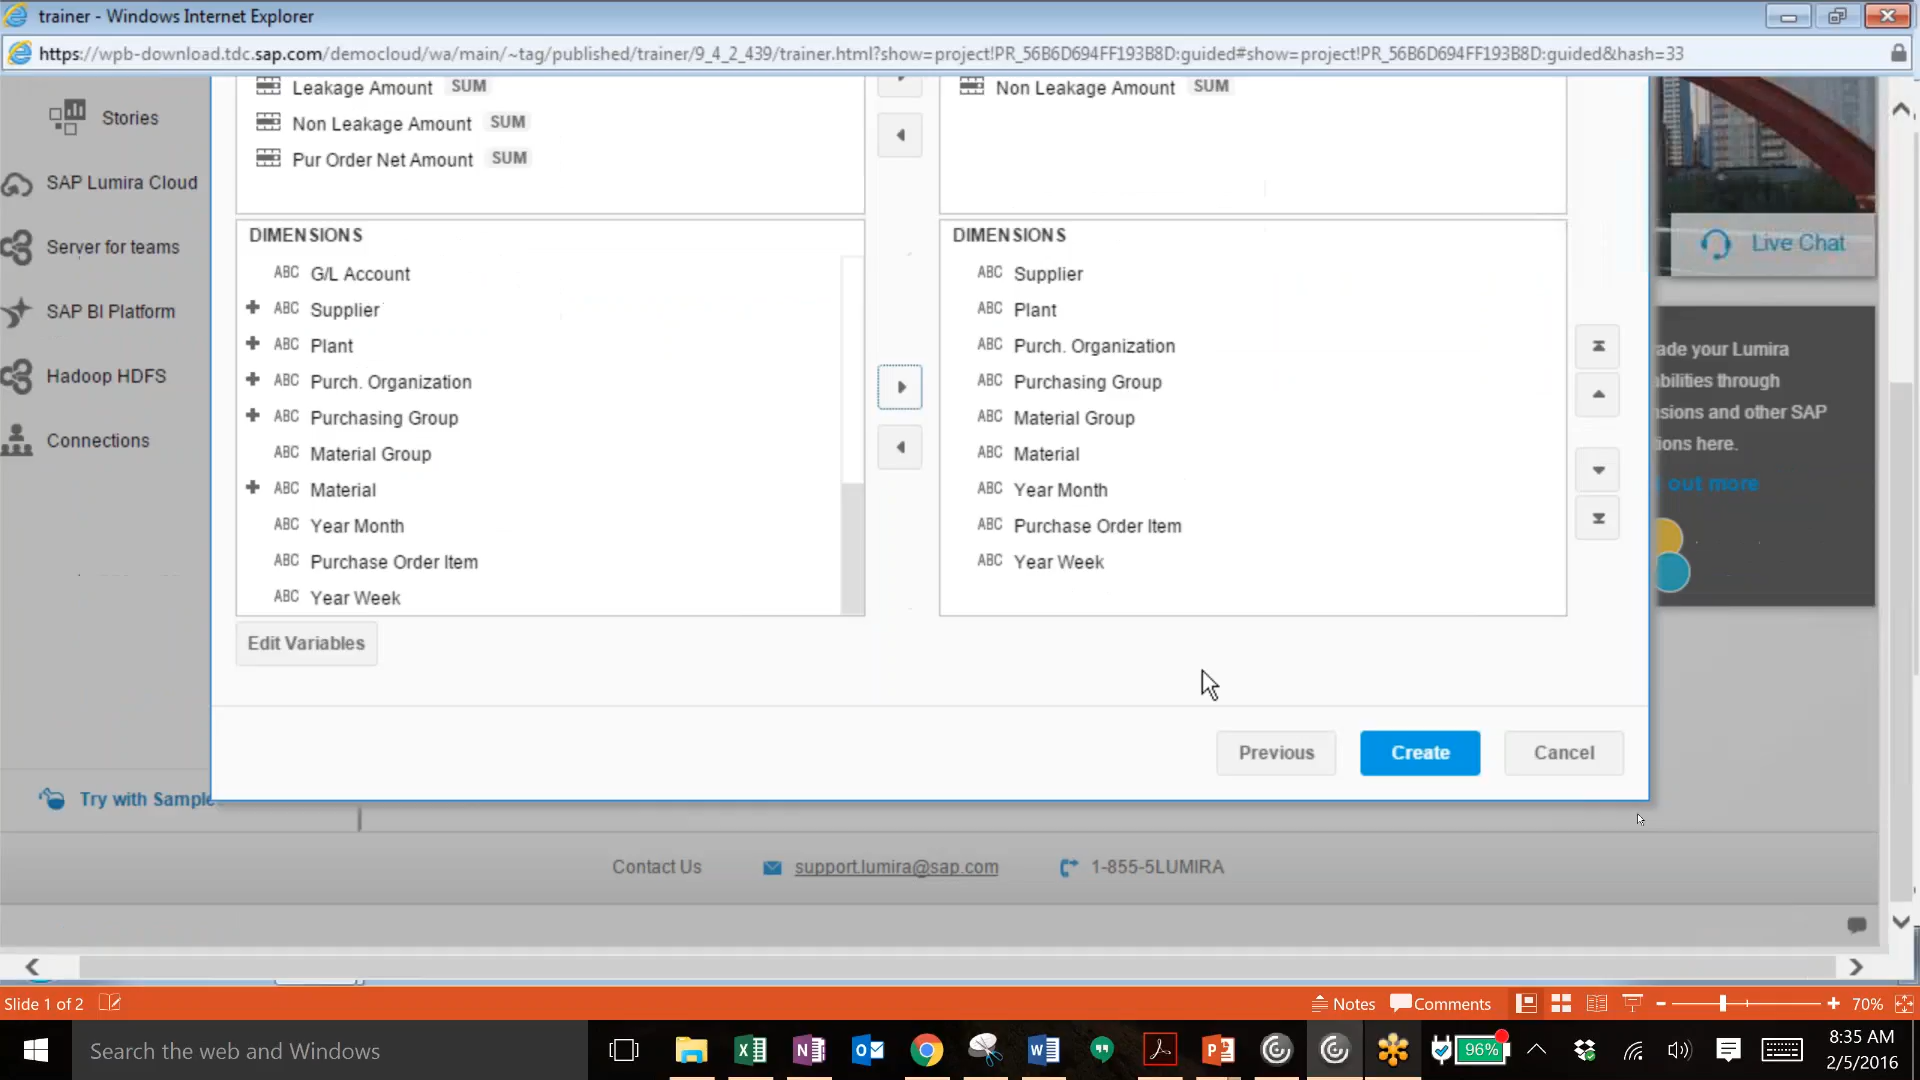 trainer - Windows Internet Explorer
https://wpb-download.tdc.sap.com/democloud/wa/main/~tag/published/trainer/9_4_2_439/trainer.html?show=project!PR_56B6D694FF193B8D:guided#show=project!PR_56B6D694FF193B8D:guided&hash=33
Stories
SAP Lumira Cloud
Server for teams
SAP BI Platform
Hadoop HDFS
Connections
Try with Sample
Leakage Amount SUM
Non Leakage Amount SUM
Pur Order Net Amount SUM
DIMENSIONS
ABC G/L Account
ABC Supplier
ABC Plant
ABC Purch. Organization
ABC Purchasing Group
ABC Material Group
ABC Material
ABC Year Month
ABC Purchase Order Item
ABC Year Week
Edit Variables
Non Leakage Amount SUM
DIMENSIONS
ABC Supplier
ABC Plant
ABC Purch. Organization
ABC Purchasing Group
ABC Material Group
ABC Material
ABC Year Month
ABC Purchase Order Item
ABC Year Week
Previous Create Cancel
Live Chat
ade your Lumira
bilities through
nsions and other SAP
ions here.
out more
Contact Us support.lumira@sap.com 1-855-5LUMIRA
Slide 1 of 2 Notes Comments 70%
Search the web and Windows
96%
8:35 AM
2/5/2016